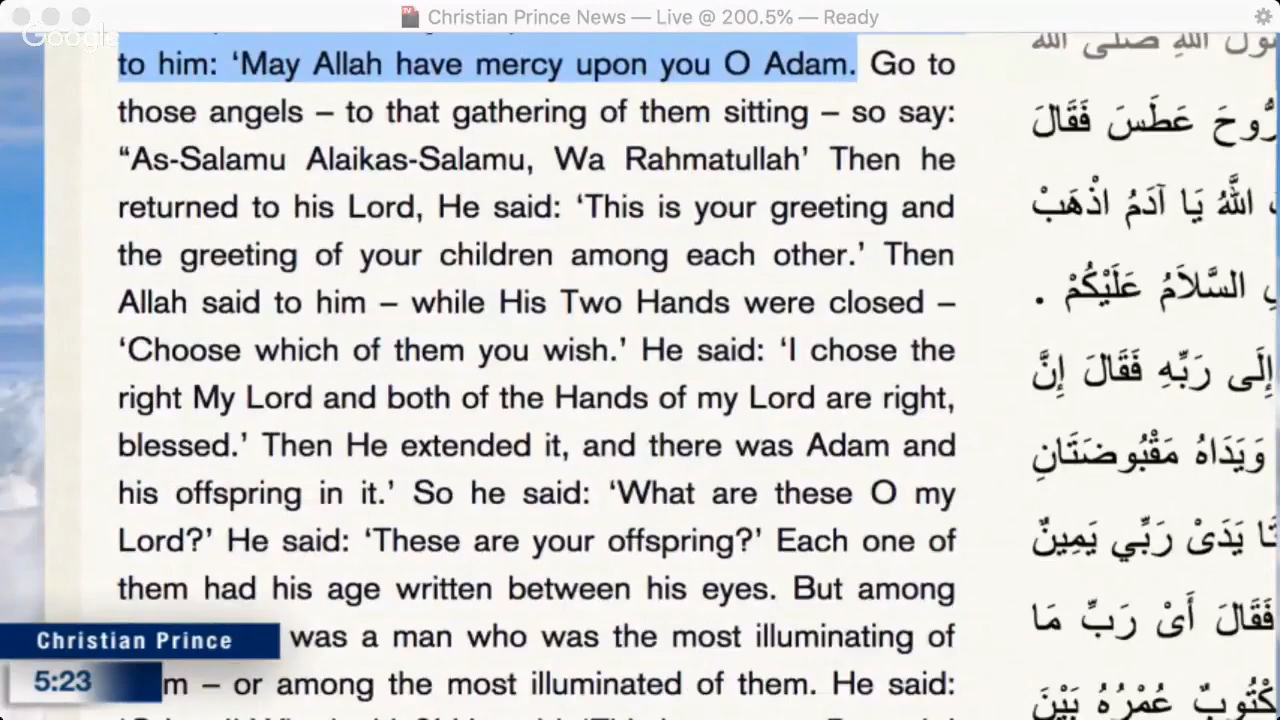 Christian Prince News — Live @ 200.5% — Ready
Google
to him: ‘May Allah have mercy upon you O Adam. Go to
those angels – to that gathering of them sitting – so say:
“As-Salamu Alaikas-Salamu, Wa Rahmatullah’ Then he
returned to his Lord, He said: ‘This is your greeting and
the greeting of your children among each other.’ Then
Allah said to him – while His Two Hands were closed –
‘Choose which of them you wish.’ He said: ‘I chose the
right My Lord and both of the Hands of my Lord are right,
blessed.’ Then He extended it, and there was Adam and
his offspring in it.’ So he said: ‘What are these O my
Lord?’ He said: ‘These are your offspring?’ Each one of
them had his age written between his eyes. But among
was a man who was the most illuminating of
m – or among the most illuminated of them. He said:
اللهِ صلى الله
عَطَسَ فَقَالَ
اللَّهُ يَا آدَمُ اذْهَبْ
السَّلاَمُ عَلَيْكُمْ .
إِلَى رَبِّهِ فَقَالَ إِنَّ
وَيَدَاهُ مَقْبُوضَتَانِ
يَدَىْ رَبِّي يَمِينٌ
فَقَالَ أَىْ رَبِّ مَا
عُمْرُهُ بَيْنَ
Christian Prince
5:23